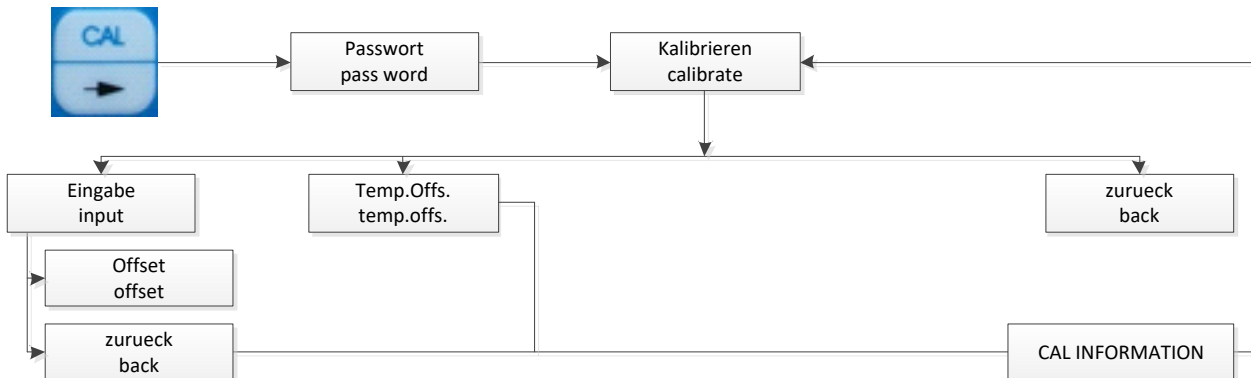 CAL
Passwort
pass word
Kalibrieren
calibrate
Eingabe
input
Temp.Offs.
temp.offs.
zurueck
back
Offset
offset
zurueck
back
CAL INFORMATION